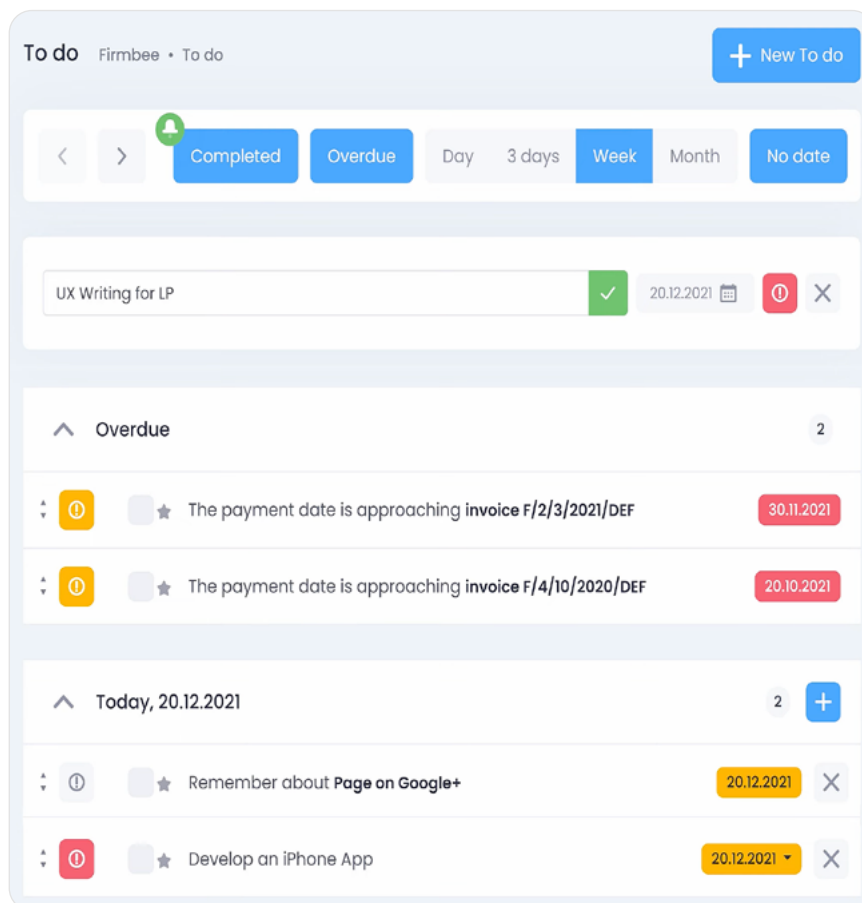 To do Firmbee • To do
+ New To do
Completed Overdue Day 3 days Week Month No date
UX Writing for LP 20.12.2021
Overdue 2
The payment date is approaching invoice F/2/3/2021/DEF 30.11.2021
The payment date is approaching invoice F/4/10/2020/DEF 20.10.2021
Today, 20.12.2021 2 +
Remember about Page on Google+ 20.12.2021
Develop an iPhone App 20.12.2021